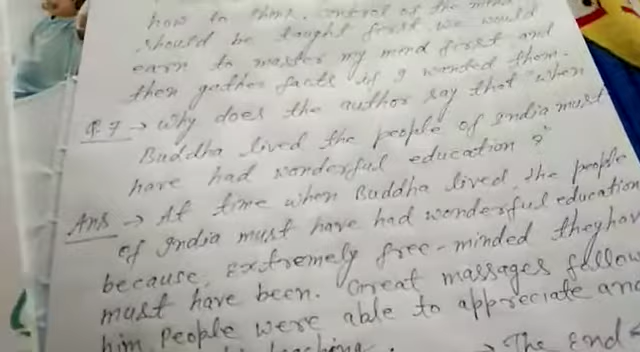 how to think. control of the mind
should be taught first we would
earn to master my mind first and
then gather facts if I wanted them.
Q.7 → Why does the author say that "when
Buddha lived the people of India must
have had wonderful education?"
Ans → At time when Buddha lived, the people
of India must have had wonderful education
because, extremely free-minded they hav
must have been. Great massages follow
him people were able to appreciate and
teaching.
→ The end